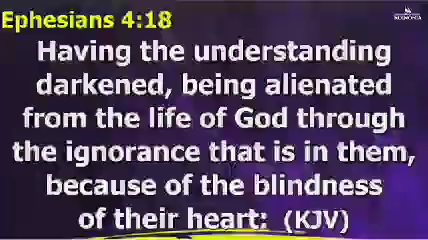 Ephesians 4:18
Having the understanding
darkened, being alienated
from the life of God through
the ignorance that is in them,
because of the blindness
of their heart: (KJV)